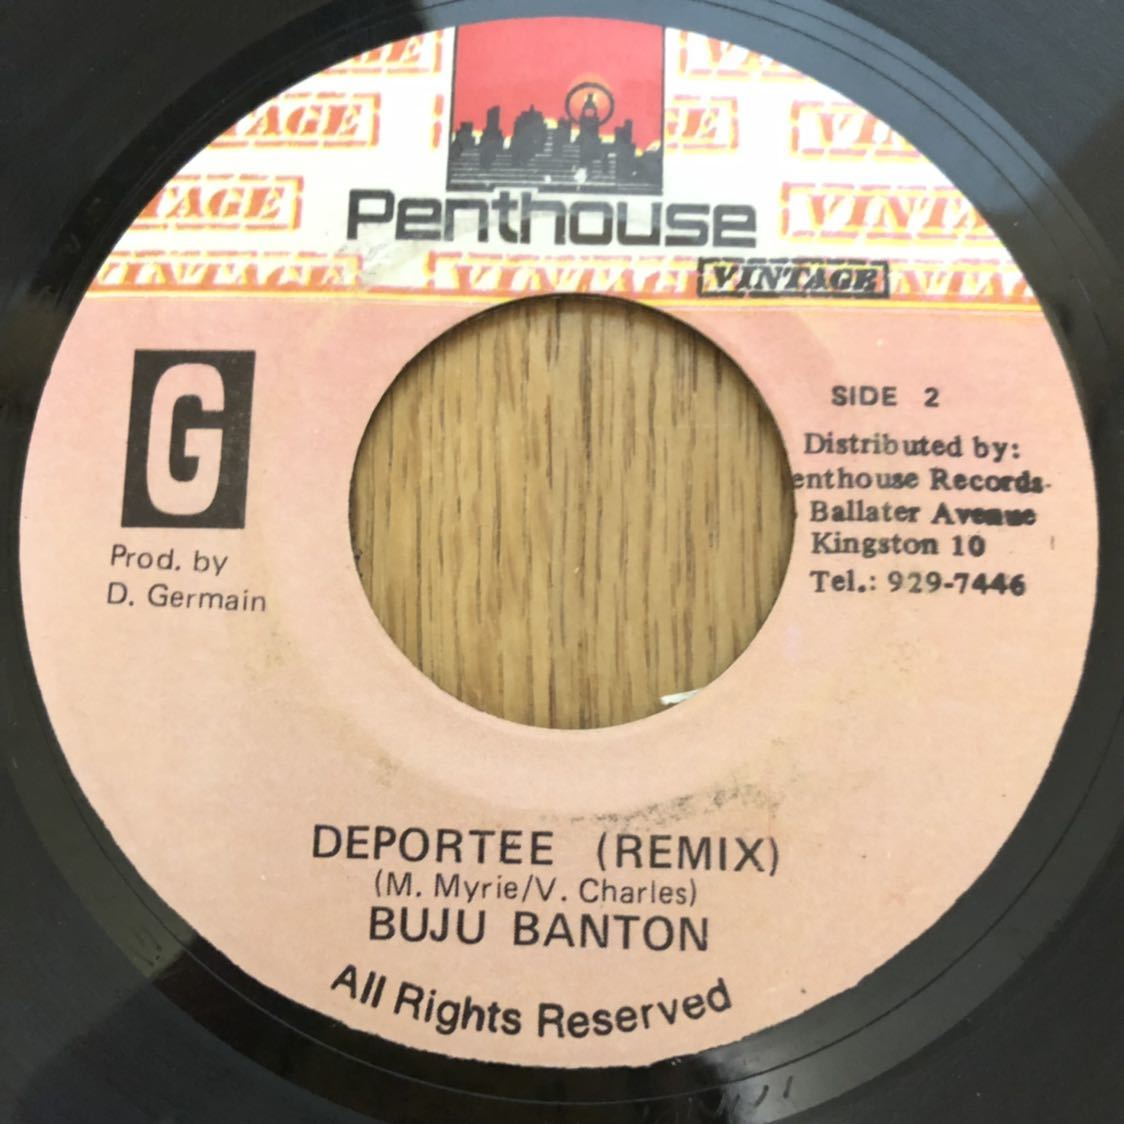 Penthouse
VINTAGE
G
Prod. by
D. Germain
SIDE 2
Distributed by:
enthouse Records-
Ballater Avenue
Kingston 10
Tel.: 929-7446
DEPORTEE (REMIX)
(M. Myrie/V. Charles)
BUJU BANTON
All Rights Reserved